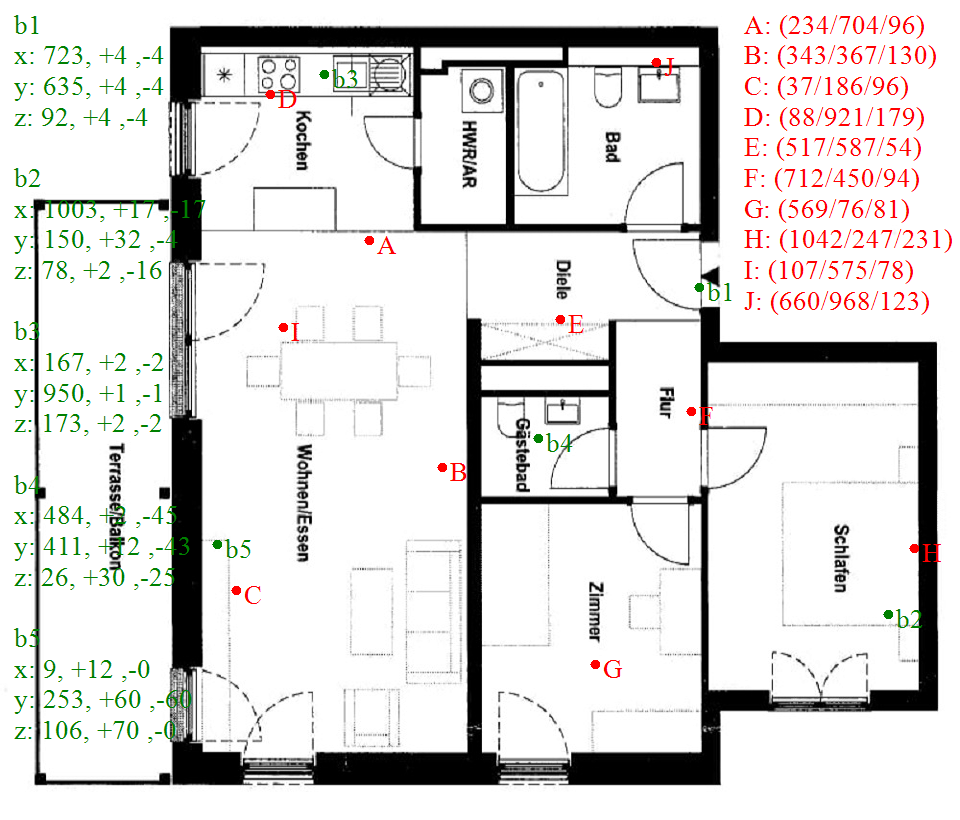 b1
x: 723, +4 ,-4
y: 635, +4 ,-4
z: 92, +4 ,-4
b2
x: 1003, +17 ,-17
y: 150, +32 ,-4
z: 78, +2 ,-16
b3
x: 167, +2 ,-2
y: 950, +1 ,-1
z: 173, +2 ,-2
b4
x: 484, +2 ,-45
y: 411, +12 ,-43
z: 26, +30 ,-25
b5
x: 9, +12 ,-0
y: 253, +60 ,-60
z: 106, +70 ,-0
A: (234/704/96)
B: (343/367/130)
C: (37/186/96)
D: (88/921/179)
E: (517/587/54)
F: (712/450/94)
G: (569/76/81)
H: (1042/247/231)
I: (107/575/78)
J: (660/968/123)
b3
J
D
Kochen
HWR/AR
Bad
A
Diele
b1
E
I
Flur
F
Gästebad
b4
B
Terrasse/Balkon
Wohnen/Essen
b5
C
Schlafen
H
Zimmer
b2
G